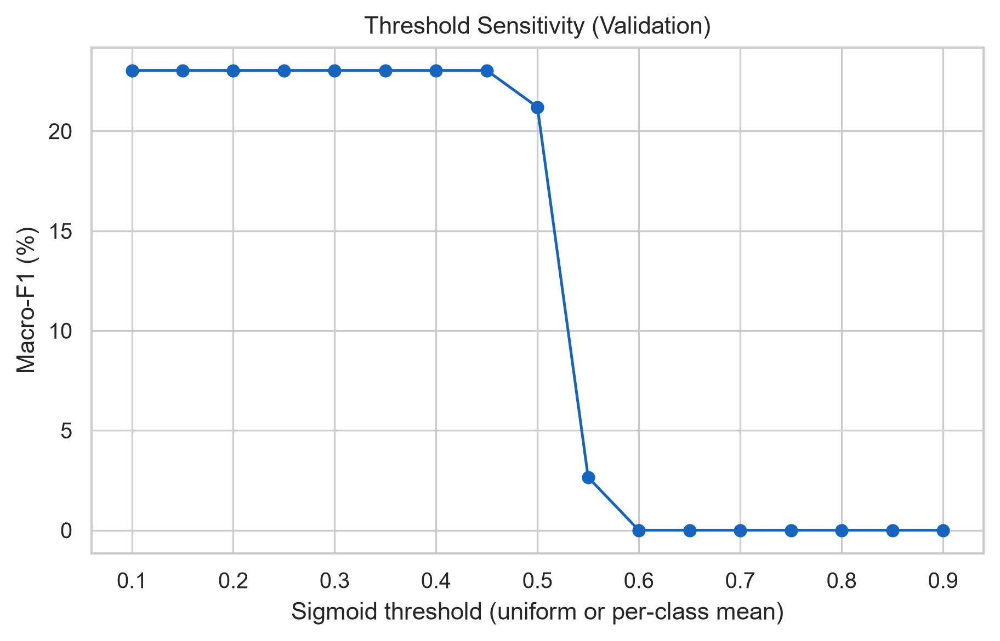 Threshold Sensitivity (Validation)
Macro-F1 (%)
20
15
10
5
0
0.1 0.2 0.3 0.4 0.5 0.6 0.7 0.8 0.9
Sigmoid threshold (uniform or per-class mean)